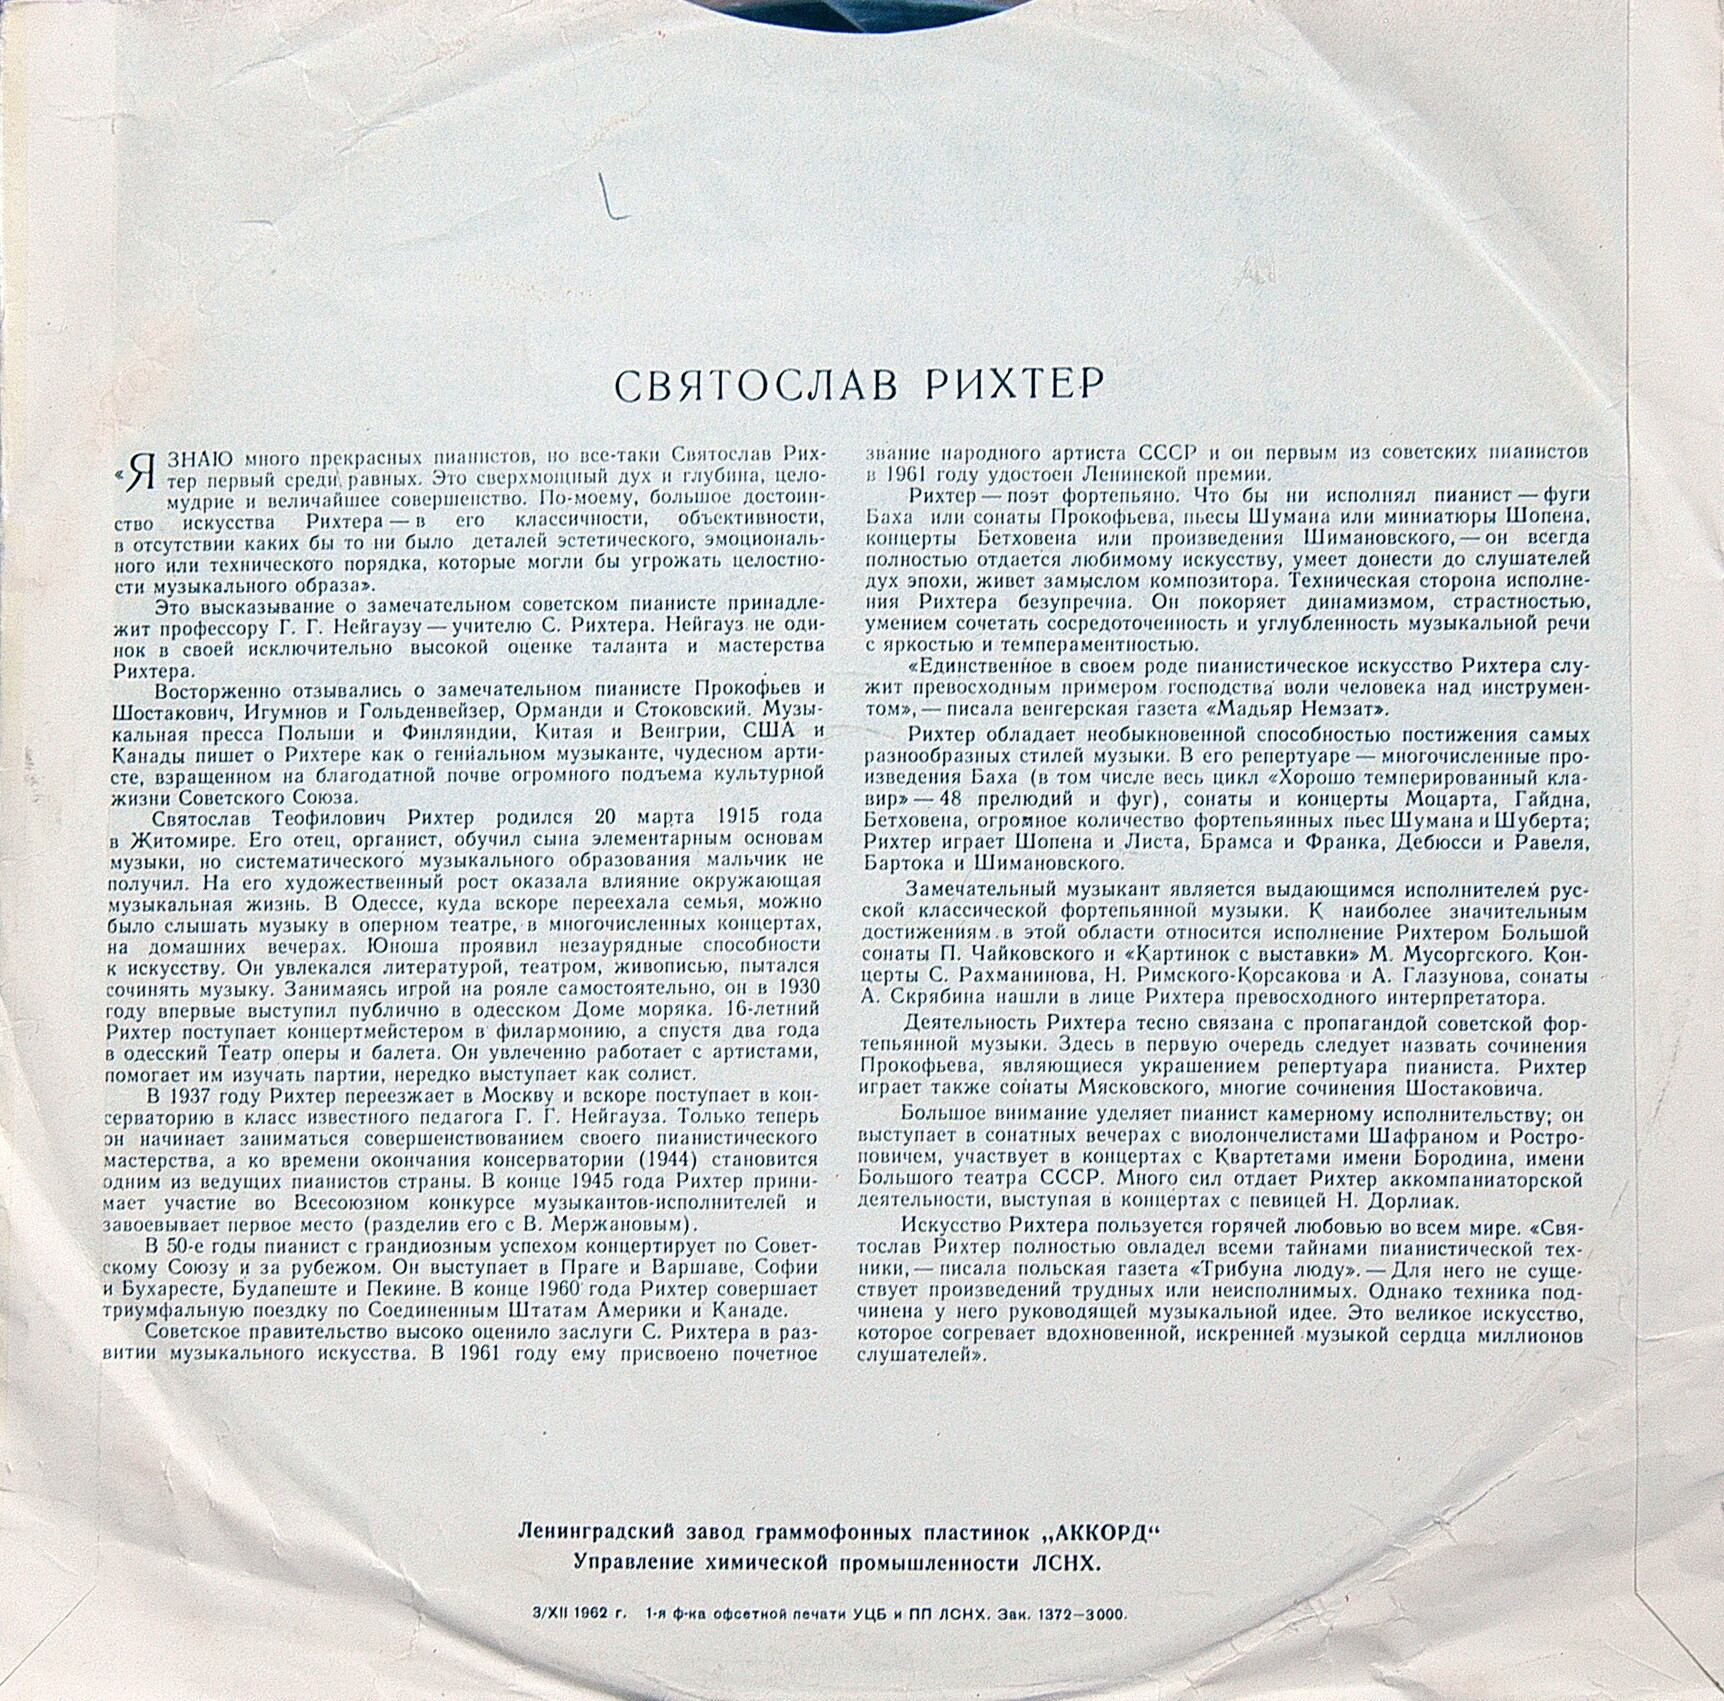 СВЯТОСЛАВ РИХТЕР
«Я ЗНАЮ много прекрасных пианистов, но все-таки Святослав Рих-
тер первый среди равных. Это сверхмощный дух и глубина, цело-
мудрие и величайшее совершенство. По-моему, большое достоин-
ство искусства Рихтера — в его классичности, объективности,
в отсутствии каких бы то ни было деталей эстетического, эмоциональ-
ного или технического порядка, которые могли бы угрожать целостно-
сти музыкального образа».
Это высказывание о замечательном советском пианисте принадле-
жит профессору Г. Г. Нейгаузу — учителю С. Рихтера. Нейгауз не оди-
нок в своей исключительно высокой оценке таланта и мастерства
Рихтера.
Восторженно отзывались о замечательном пианисте Прокофьев и
Шостакович, Игумнов и Гольденвейзер, Орманди и Стоковский. Музы-
кальная пресса Польши и Финляндии, Китая и Венгрии, США и
Канады пишет о Рихтере как о гениальном музыканте, чудесном арти-
сте, взращенном на благодатной почве огромного подъема культурной
жизни Советского Союза.
Святослав Теофилович Рихтер родился 20 марта 1915 года
в Житомире. Его отец, органист, обучил сына элементарным основам
музыки, но систематического музыкального образования мальчик не
получил. На его художественный рост оказала влияние окружающая
музыкальная жизнь. В Одессе, куда вскоре переехала семья, можно
было слышать музыку в оперном театре, в многочисленных концертах,
на домашних вечерах. Юноша проявил незаурядные способности
к искусству. Он увлекался литературой, театром, живописью, пытался
сочинять музыку. Занимаясь игрой на рояле самостоятельно, он в 1930
году впервые выступил публично в одесском Доме моряка. 16-летний
Рихтер поступает концертмейстером в филармонию, а спустя два года
в одесский Театр оперы и балета. Он увлеченно работает с артистами,
помогает им изучать партии, нередко выступает как солист.
В 1937 году Рихтер переезжает в Москву и вскоре поступает в кон-
серваторию в класс известного педагога Г. Г. Нейгауза. Только теперь
он начинает заниматься совершенствованием своего пианистического
мастерства, а ко времени окончания консерватории (1944) становится
одним из ведущих пианистов страны. В конце 1945 года Рихтер прини-
мает участие во Всесоюзном конкурсе музыкантов-исполнителей и
завоевывает первое место (разделив его с В. Мержановым).
В 50-е годы пианист с грандиозным успехом концертирует по Совет-
скому Союзу и за рубежом. Он выступает в Праге и Варшаве, Софии
и Бухаресте, Будапеште и Пекине. В конце 1960 года Рихтер совершает
триумфальную поездку по Соединенным Штатам Америки и Канаде.
Советское правительство высоко оценило заслуги С. Рихтера в раз-
витии музыкального искусства. В 1961 году ему присвоено почетное
звание народного артиста СССР и он первым из советских пианистов
в 1961 году удостоен Ленинской премии.
Рихтер — поэт фортепьяно. Что бы ни исполнял пианист — фуги
Баха или сонаты Прокофьева, пьесы Шумана или миниатюры Шопена,
концерты Бетховена или произведения Шимановского, — он всегда
полностью отдается любимому искусству, умеет донести до слушателей
дух эпохи, живет замыслом композитора. Техническая сторона исполне-
ния Рихтера безупречна. Он покоряет динамизмом, страстностью,
умением сочетать сосредоточенность и углубленность музыкальной речи
с яркостью и темпераментностью.
«Единственное в своем роде пианистическое искусство Рихтера слу-
жит превосходным примером господства воли человека над инструмен-
том», — писала венгерская газета «Мадьяр Немзат».
Рихтер обладает необыкновенной способностью постижения самых
разнообразных стилей музыки. В его репертуаре — многочисленные про-
изведения Баха (в том числе весь цикл «Хорошо темперированный кла-
вир» — 48 прелюдий и фуг), сонаты и концерты Моцарта, Гайдна,
Бетховена, огромное количество фортепьянных пьес Шумана и Шуберта;
Рихтер играет Шопена и Листа, Брамса и Франка, Дебюсси и Равеля,
Бартока и Шимановского.
Замечательный музыкант является выдающимся исполнителем рус-
ской классической фортепьянной музыки. К наиболее значительным
достижениям в этой области относится исполнение Рихтером Большой
сонаты П. Чайковского и «Картинок с выставки» М. Мусоргского. Кон-
церты С. Рахманинова, Н. Римского-Корсакова и А. Глазунова, сонаты
А. Скрябина нашли в лице Рихтера превосходного интерпретатора.
Деятельность Рихтера тесно связана с пропагандой советской фор-
тепьянной музыки. Здесь в первую очередь следует назвать сочинения
Прокофьева, являющиеся украшением репертуара пианиста. Рихтер
играет также сонаты Мясковского, многие сочинения Шостаковича.
Большое внимание уделяет пианист камерному исполнительству; он
выступает в сонатных вечерах с виолончелистами Шафраном и Ростро-
повичем, участвует в концертах с Квартетами имени Бородина, имени
Большого театра СССР. Много сил отдает Рихтер аккомпаниаторской
деятельности, выступая в концертах с певицей Н. Дорлиак.
Искусство Рихтера пользуется горячей любовью во всем мире. «Свя-
тослав Рихтер полностью овладел всеми тайнами пианистической тех-
ники, — писала польская газета «Трибуна люду». — Для него не суще-
ствует произведений трудных или неисполнимых. Однако техника под-
чинена у него руководящей музыкальной идее. Это великое искусство,
которое согревает вдохновенной, искренней музыкой сердца миллионов
слушателей».
Ленинградский завод граммофонных пластинок „АККОРД“
Управление химической промышленности ЛСНХ.
3/XII 1962 г. 1-я ф-ка офсетной печати УЦБ и ПП ЛСНХ. Зак. 1372—3000.